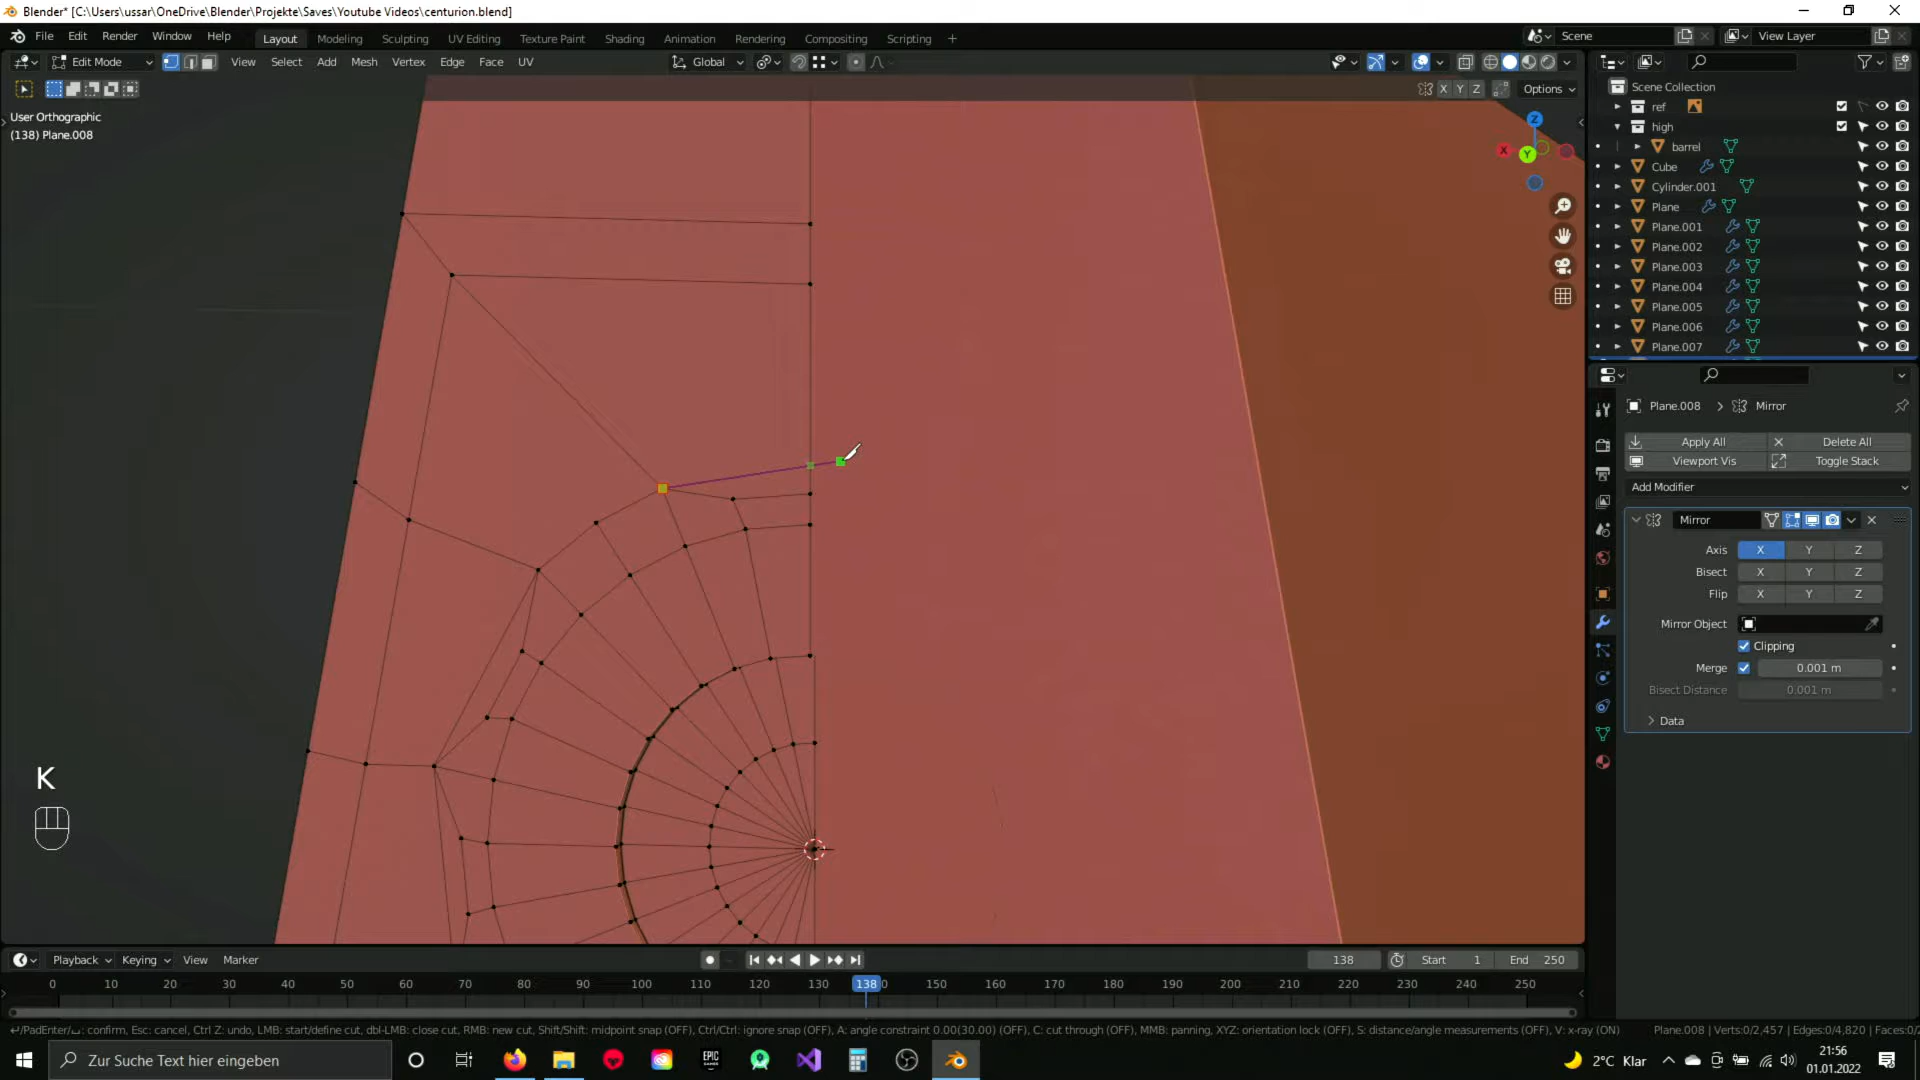 Blender* [C:\Users\ussar\OneDrive\Blender\Projekte\Saves\Youtube Videos\centurion.blend]
File Edit Render Window Help Layout Modeling Sculpting UV Editing Texture Paint Shading Animation Rendering Compositing Scripting + Scene View Layer
Edit Mode View Select Add Mesh Vertex Edge Face UV Global
X Y Z Options
User Orthographic
(138) Plane.008
Z
X
Y
Scene Collection
ref
high
barrel
Cube
Cylinder.001
Plane
Plane.001
Plane.002
Plane.003
Plane.004
Plane.005
Plane.006
Plane.007
Plane.008 > Mirror
Apply All Delete All
Viewport Vis Toggle Stack
Add Modifier
Mirror
Axis X Y Z
Bisect X Y Z
Flip X Y Z
Mirror Object
Clipping
Merge 0.001 m
Bisect Distance 0.001 m
Data
K
Playback Keying View Marker 138 Start 1 End 250
0 10 20 30 40 50 60 70 80 90 100 110 120 130 138 0 150 160 170 180 190 200 210 220 230 240 250
↵/PadEnter/␣: confirm, Esc: cancel, Ctrl Z: undo, LMB: start/define cut, dbl-LMB: close cut, RMB: new cut, Shift/Shift: midpoint snap (OFF), Ctrl/Ctrl: ignore snap (OFF), A: angle constraint 0.00(30.00) (OFF), C: cut through (OFF), MMB: panning, XYZ: orientation lock (OFF), S: distance/angle measurements (OFF), V: x-ray (ON) Plane.008 | Verts:0/2,457 | Edges:0/4,820 | Faces:0/2
Zur Suche Text hier eingeben EPIC GAMES 2°C Klar 21:56
01.01.2022